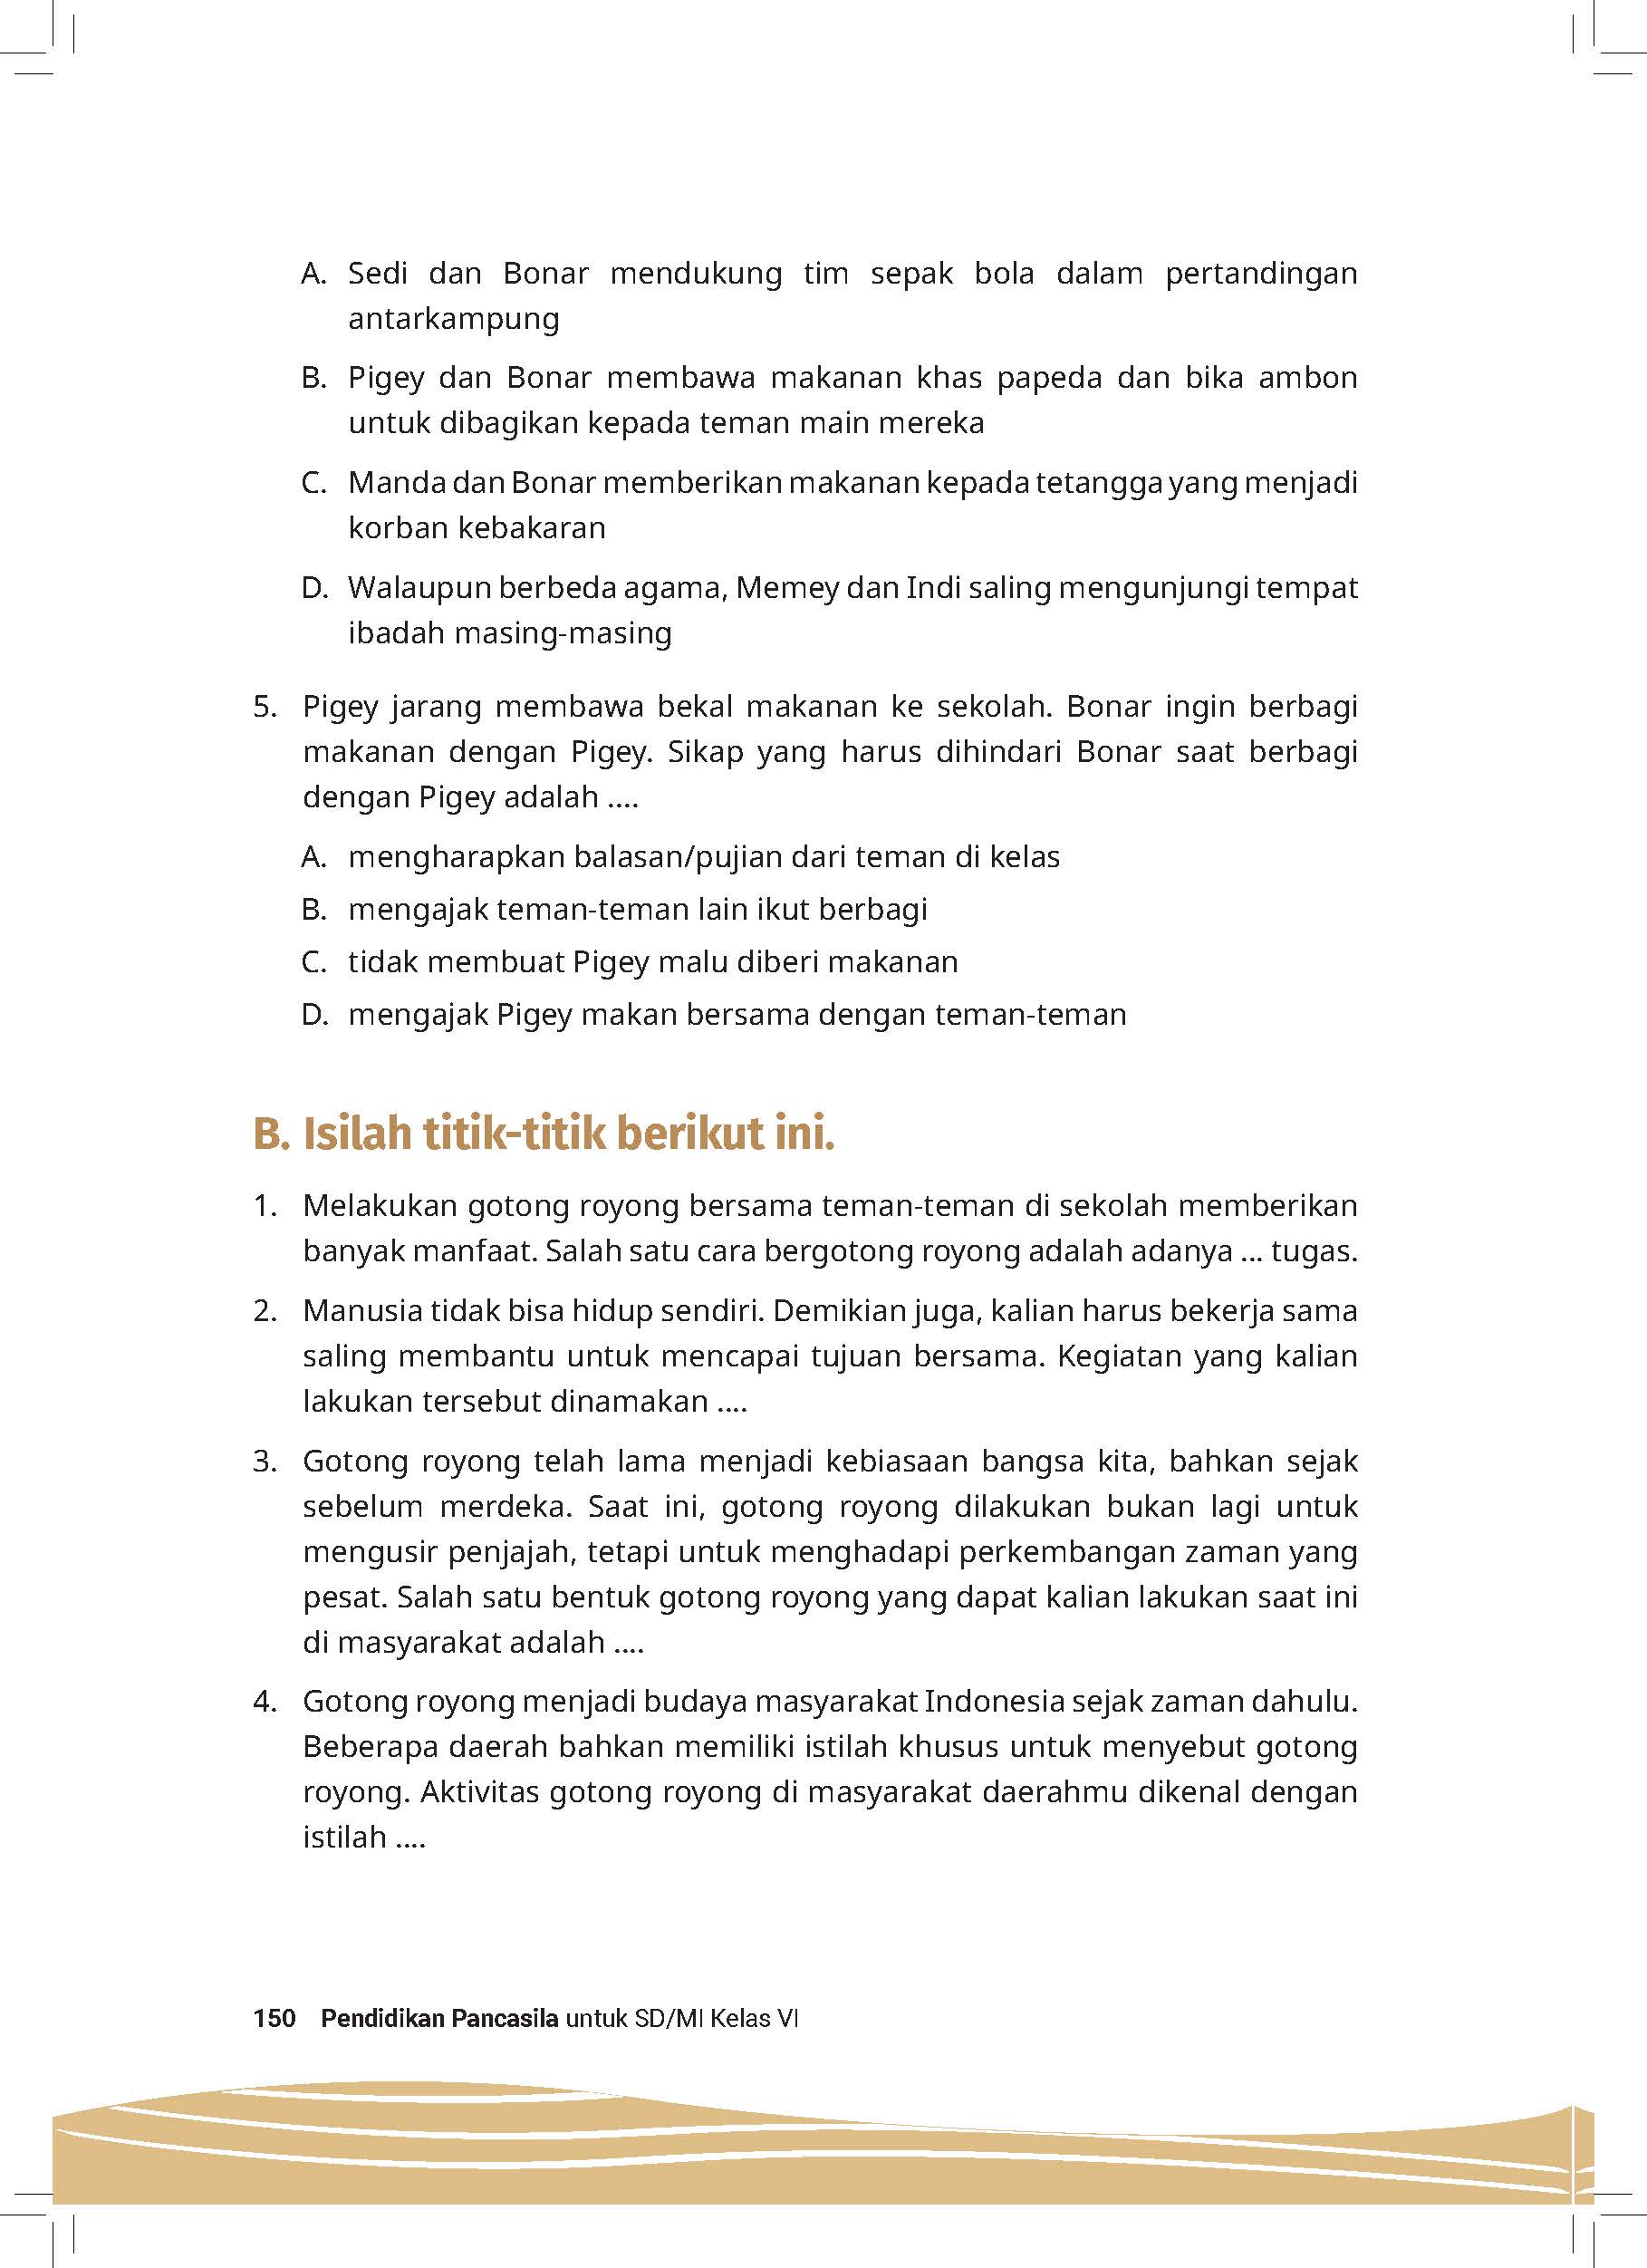 A. Sedi dan Bonar mendukung tim sepak bola dalam pertandingan
antarkampung
B. Pigey dan Bonar membawa makanan khas papeda dan bika ambon
untuk dibagikan kepada teman main mereka
C. Manda dan Bonar memberikan makanan kepada tetangga yang menjadi
korban kebakaran
D. Walaupun berbeda agama, Memey dan Indi saling mengunjungi tempat
ibadah masing-masing
5. Pigey jarang membawa bekal makanan ke sekolah. Bonar ingin berbagi
makanan dengan Pigey. Sikap yang harus dihindari Bonar saat berbagi
dengan Pigey adalah ....
A. mengharapkan balasan/pujian dari teman di kelas
B. mengajak teman-teman lain ikut berbagi
C. tidak membuat Pigey malu diberi makanan
D. mengajak Pigey makan bersama dengan teman-teman
B. Isilah titik-titik berikut ini.
1. Melakukan gotong royong bersama teman-teman di sekolah memberikan
banyak manfaat. Salah satu cara bergotong royong adalah adanya ... tugas.
2. Manusia tidak bisa hidup sendiri. Demikian juga, kalian harus bekerja sama
saling membantu untuk mencapai tujuan bersama. Kegiatan yang kalian
lakukan tersebut dinamakan ....
3. Gotong royong telah lama menjadi kebiasaan bangsa kita, bahkan sejak
sebelum merdeka. Saat ini, gotong royong dilakukan bukan lagi untuk
mengusir penjajah, tetapi untuk menghadapi perkembangan zaman yang
pesat. Salah satu bentuk gotong royong yang dapat kalian lakukan saat ini
di masyarakat adalah ....
4. Gotong royong menjadi budaya masyarakat Indonesia sejak zaman dahulu.
Beberapa daerah bahkan memiliki istilah khusus untuk menyebut gotong
royong. Aktivitas gotong royong di masyarakat daerahmu dikenal dengan
istilah ....
150 Pendidikan Pancasila untuk SD/MI Kelas VI